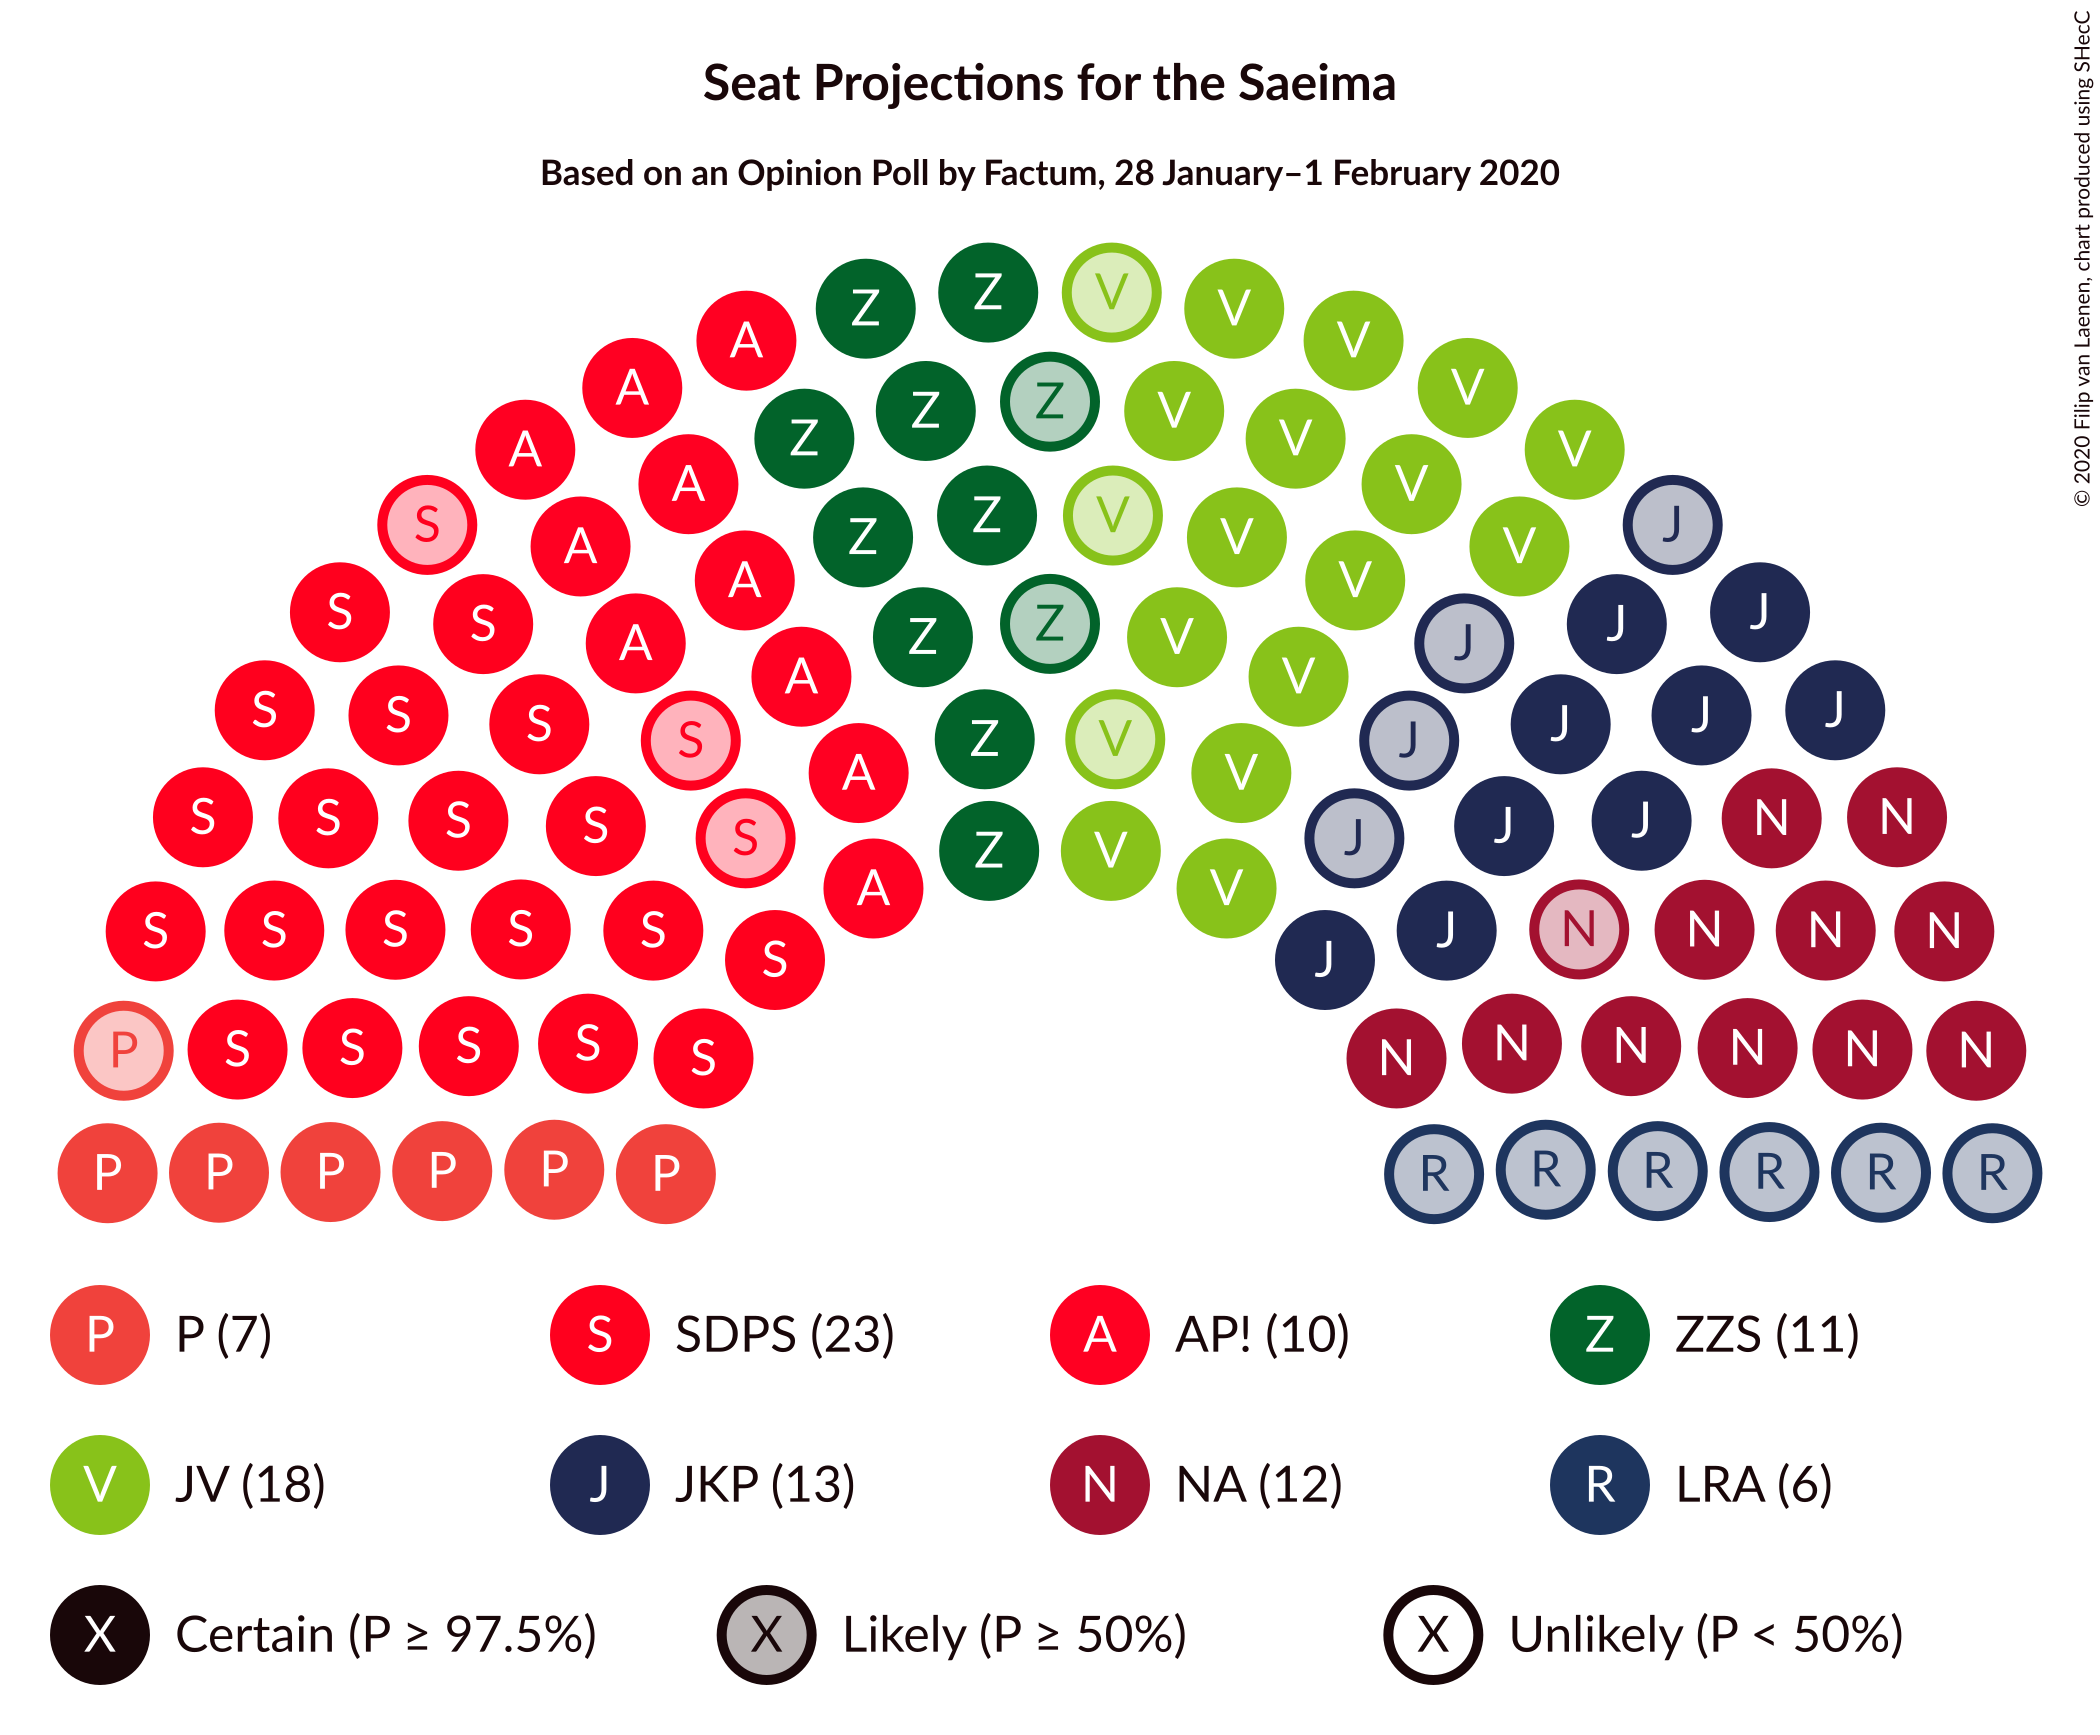 Seat Projections for the Saeima
Based on an Opinion Poll by Factum, 28 January–1 February 2020
© 2020 Filip van Laenen, chart produced using SHecC
Z Z V V
A V
A V
Z Z V
A Z V V
A V
S Z V J
A Z V V
A V
S S Z J J
A Z V J
A V
S S S J J J
S Z V J
A V
S S S S J J N N
S Z V J
A V
S S S S S J N N N N
S J
P S S S S S N N N N N N
P P P P P P R R R R R R
P P (7) S SDPS (23) A AP! (10) Z ZZS (11)
V JV (18) J JKP (13) N NA (12) R LRA (6)
X Certain (P ≥ 97.5%) X Likely (P ≥ 50%) X Unlikely (P < 50%)